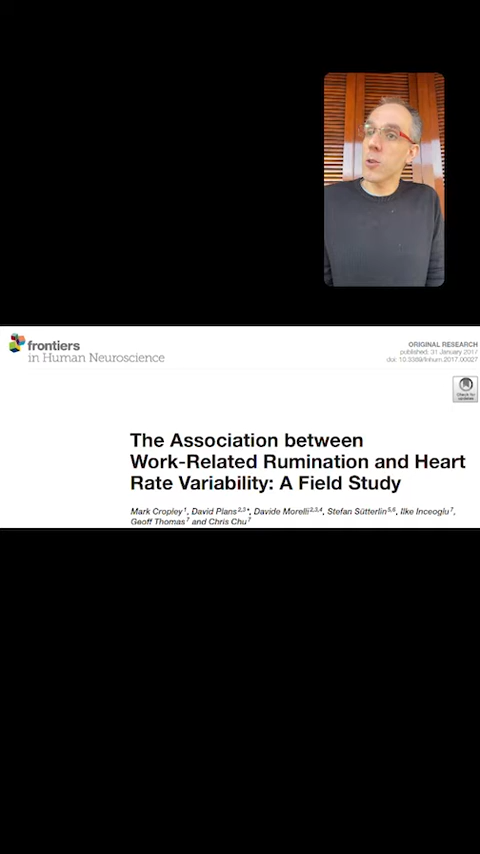 frontiers
in Human Neuroscience
ORIGINAL RESEARCH
published: 31 January 2017
doi: 10.3389/fnhum.2017.00027
Check for
updates
The Association between
Work-Related Rumination and Heart
Rate Variability: A Field Study
Mark Cropley1, David Plans2,3*, Davide Morelli2,3,4, Stefan Sütterlin5,6, Ilke Inceoglu7,
Geoff Thomas7 and Chris Chu7